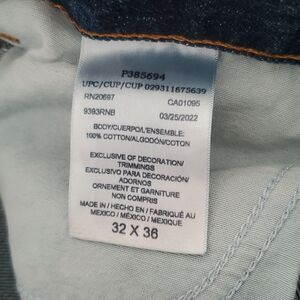 P385694
UPC/CUP/CUP 029311675639
RN20697 CA01095
9393RNB 03/25/2022
BODY/CUERPO/L'ENSEMBLE:
100% COTTON/ALGODÓN/COTON
EXCLUSIVE OF DECORATION/
TRIMMINGS
EXCLUSIVO PARA DECORACIÓN/
ADORNOS
ORNEMENT ET GARNITURE
NON COMPRIS
MADE IN / HECHO EN / FABRIQUÉ AU
MEXICO / MÉXICO / MEXIQUE
32 X 36